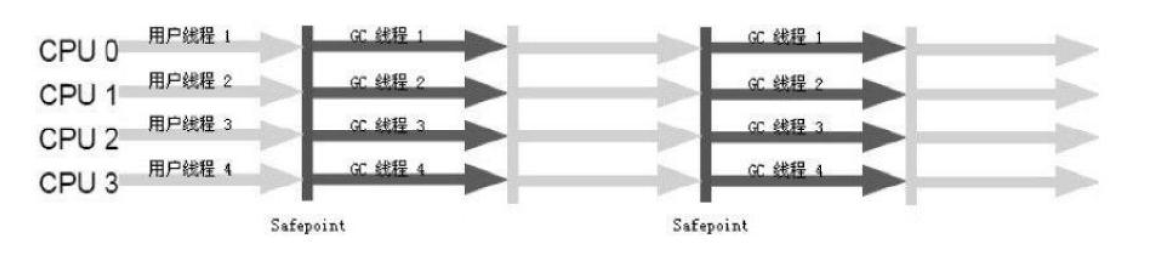 CPU 0 用户线程 1 GC 线程 1 GC 线程 1
CPU 1 用户线程 2 GC 线程 2 GC 线程 2
CPU 2 用户线程 3 GC 线程 3 GC 线程 3
CPU 3 用户线程 4 GC 线程 4 GC 线程 4
Safepoint Safepoint